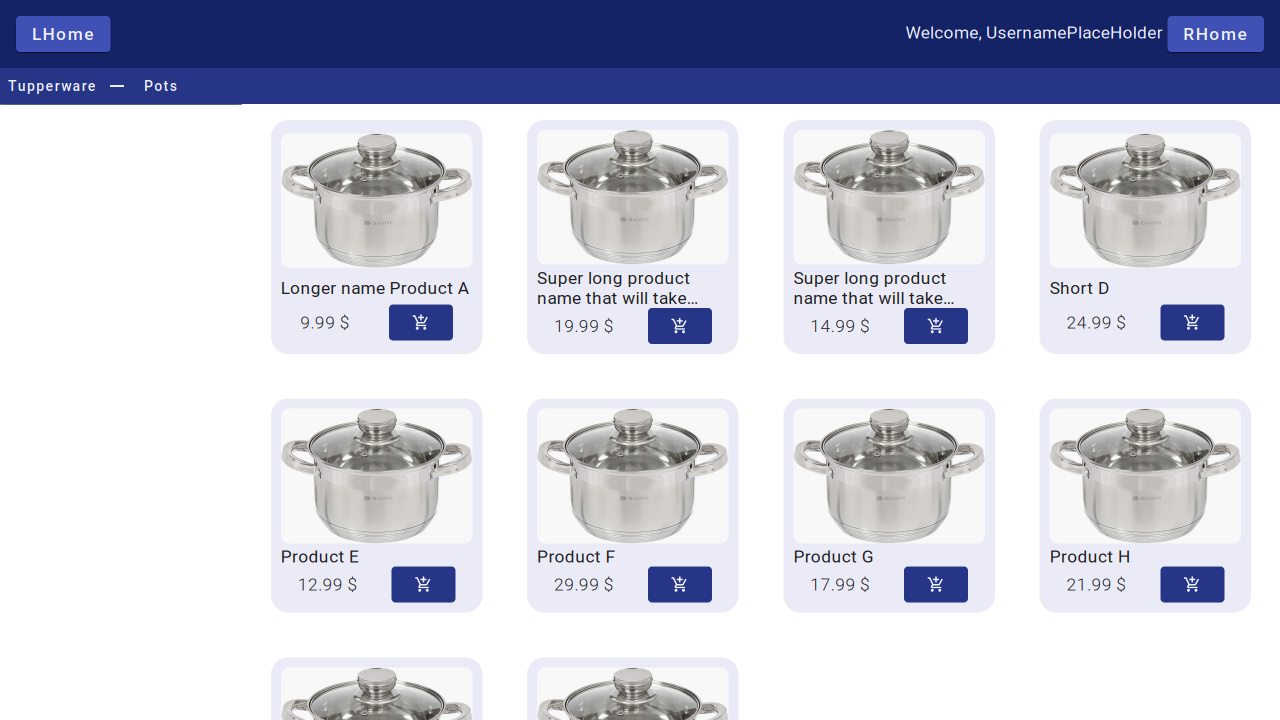 LHome
Welcome, UsernamePlaceHolder
RHome
Tupperware — Pots
Longer name Product A
9.99 $
Super long product
name that will take...
19.99 $
Super long product
name that will take...
14.99 $
Short D
24.99 $
Product E
12.99 $
Product F
29.99 $
Product G
17.99 $
Product H
21.99 $